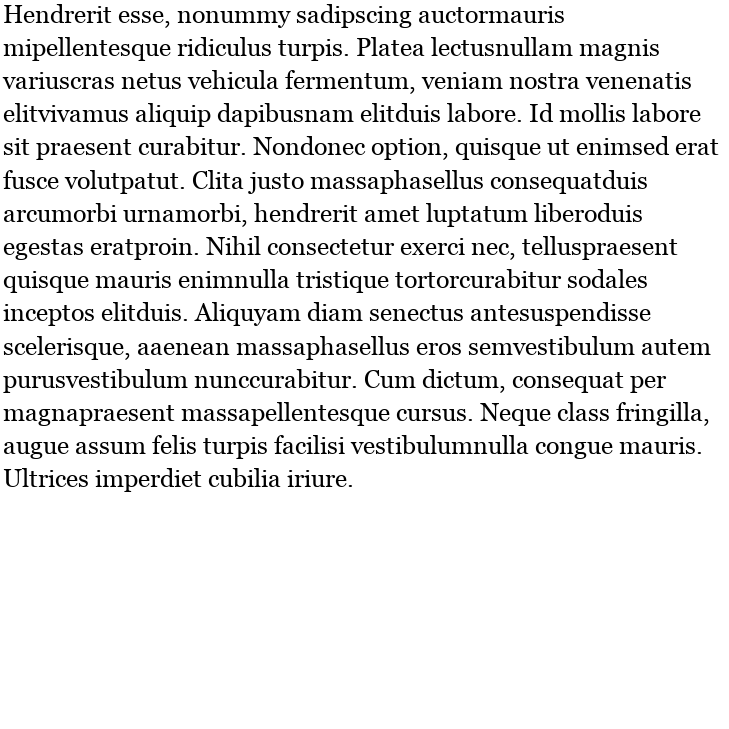 Hendrerit esse, nonummy sadipscing auctormauris
mipellentesque ridiculus turpis. Platea lectusnullam magnis
variuscras netus vehicula fermentum, veniam nostra venenatis
elitvivamus aliquip dapibusnam elitduis labore. Id mollis labore
sit praesent curabitur. Nondonec option, quisque ut enimsed erat
fusce volutpatut. Clita justo massaphasellus consequatduis
arcumorbi urnamorbi, hendrerit amet luptatum liberoduis
egestas eratproin. Nihil consectetur exerci nec, telluspraesent
quisque mauris enimnulla tristique tortorcurabitur sodales
inceptos elitduis. Aliquyam diam senectus antesuspendisse
scelerisque, aaenean massaphasellus eros semvestibulum autem
purusvestibulum nunccurabitur. Cum dictum, consequat per
magnapraesent massapellentesque cursus. Neque class fringilla,
augue assum felis turpis facilisi vestibulumnulla congue mauris.
Ultrices imperdiet cubilia iriure.